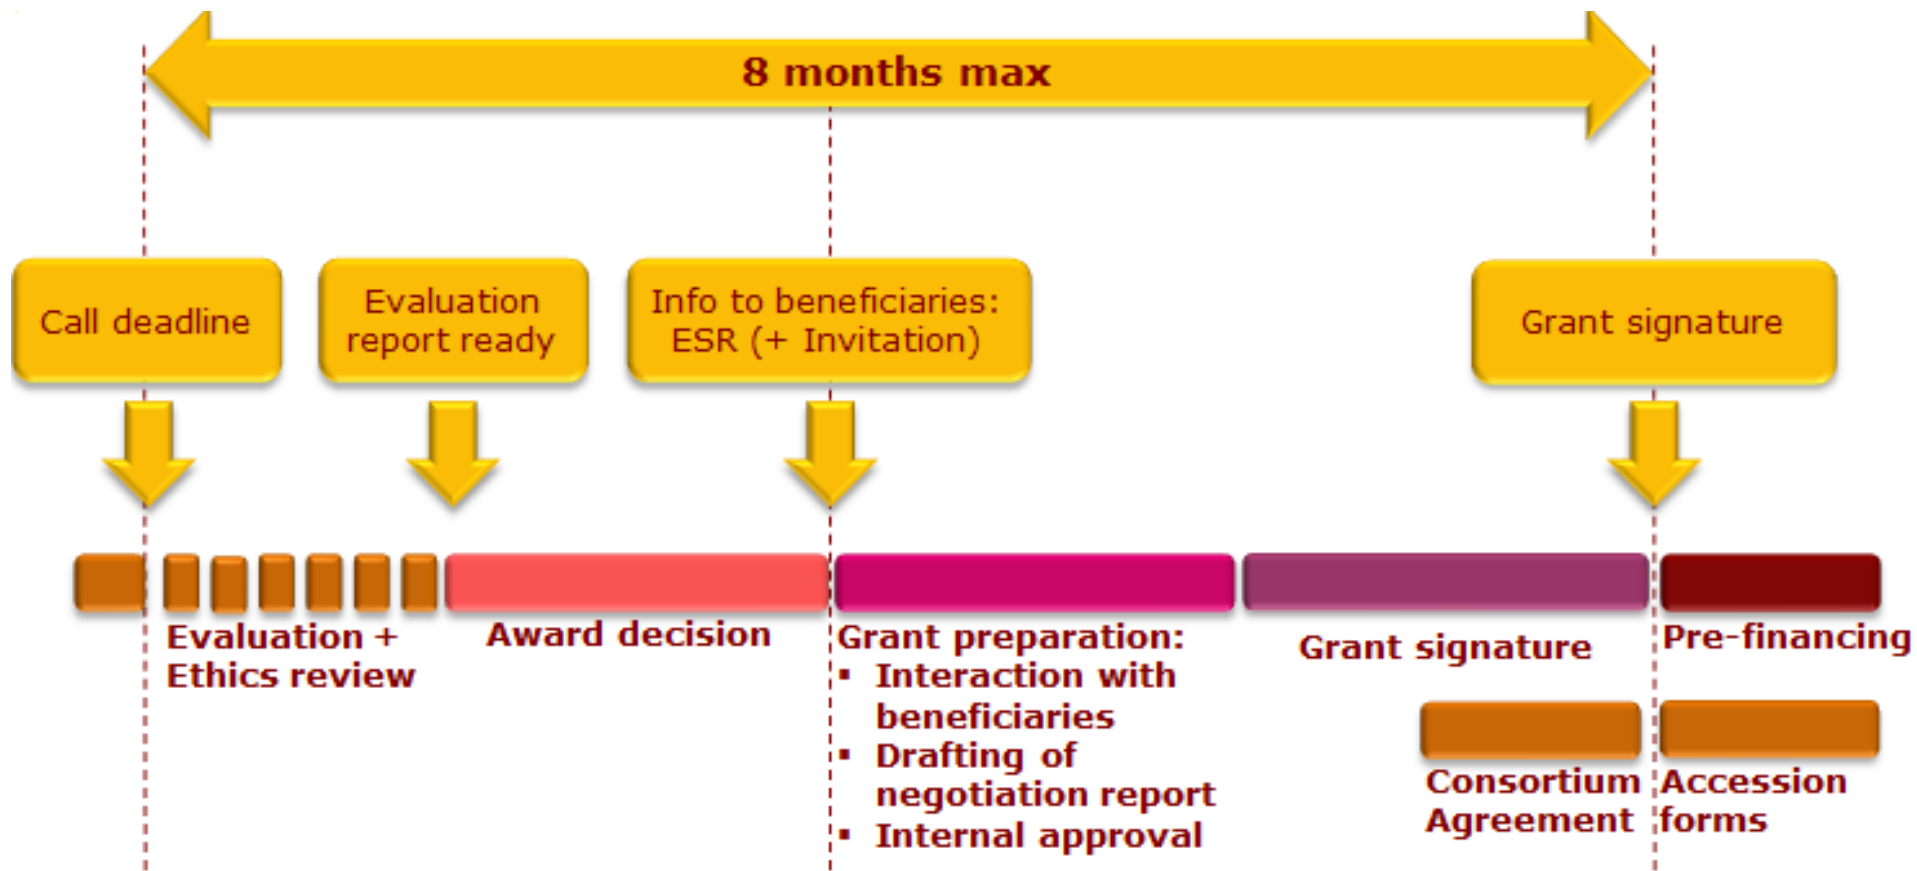 8 months max
Call deadline
Evaluation
report ready
Info to beneficiaries:
ESR (+ Invitation)
Grant signature
Evaluation +
Ethics review
Award decision
Grant preparation:
▪ Interaction with
beneficiaries
▪ Drafting of
negotiation report
▪ Internal approval
Grant signature
Pre-financing
Consortium
Agreement
Accession
forms